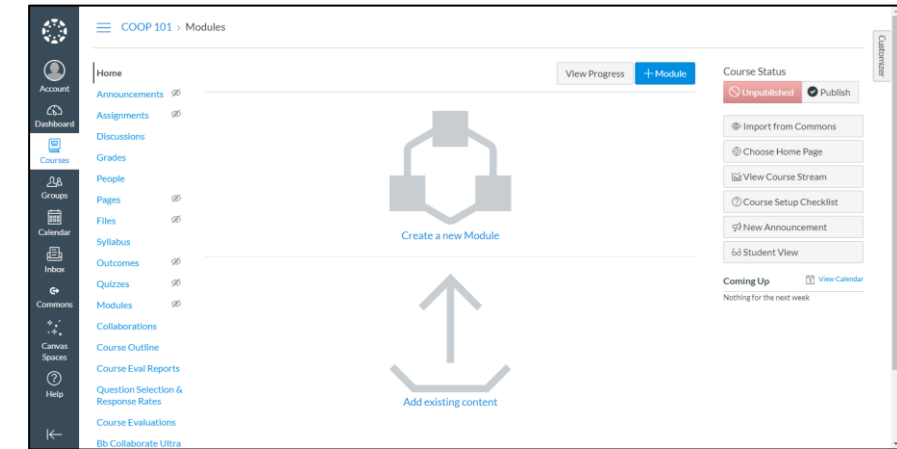 COOP 101 › Modules
Customizer
Account
Dashboard
Courses
Groups
Calendar
Inbox
Commons
Canvas
Spaces
Help
Home
Announcements
Assignments
Discussions
Grades
People
Pages
Files
Syllabus
Outcomes
Quizzes
Modules
Collaborations
Course Outline
Course Eval Reports
Question Selection &
Response Rates
Course Evaluations
Bb Collaborate Ultra
View Progress
+ Module
Create a new Module
Add existing content
Course Status
Unpublished
Publish
Import from Commons
Choose Home Page
View Course Stream
Course Setup Checklist
New Announcement
Student View
Coming Up
View Calendar
Nothing for the next week